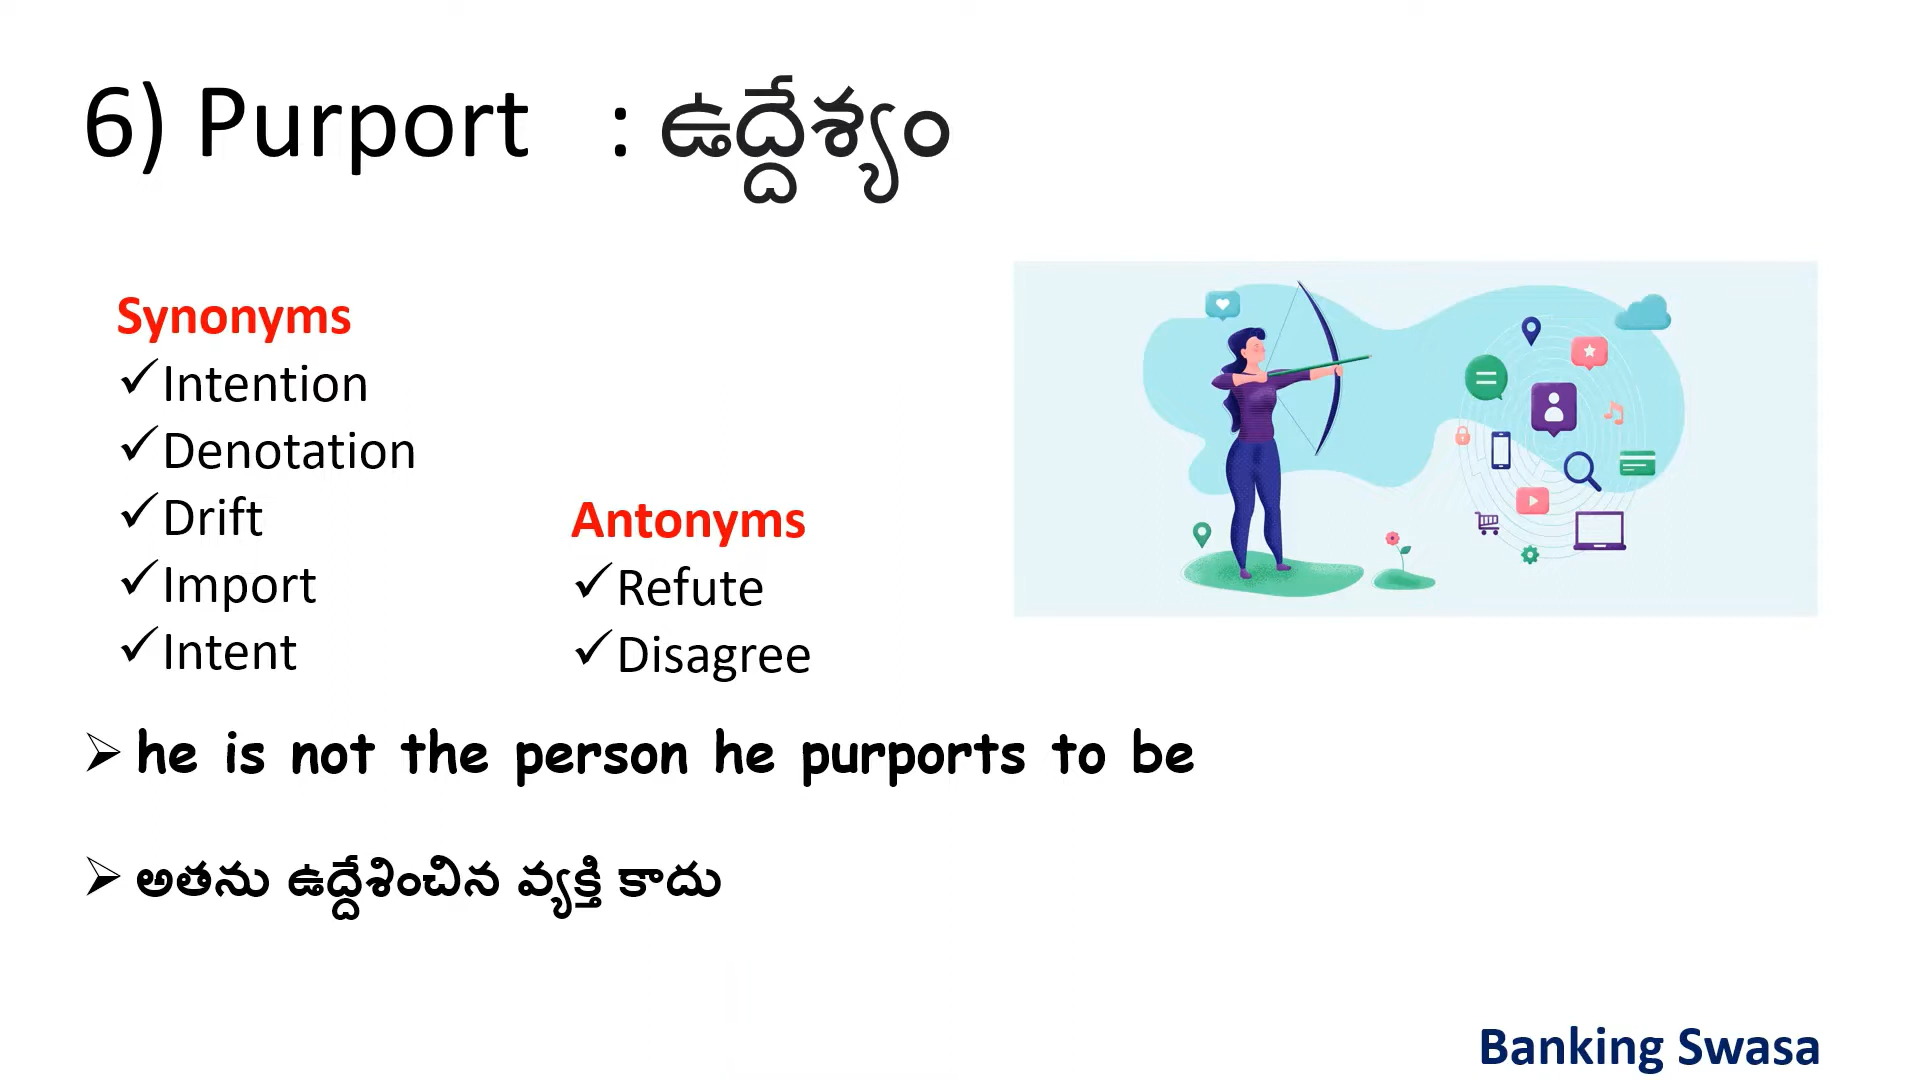 6) Purport : ఉద్దేశ్యం
Synonyms
✓Intention
✓Denotation
✓Drift
✓Import
✓Intent
Antonyms
✓Refute
✓Disagree
➢ he is not the person he purports to be
➢ అతను ఉద్దేశించిన వ్యక్తి కాదు
Banking Swasa